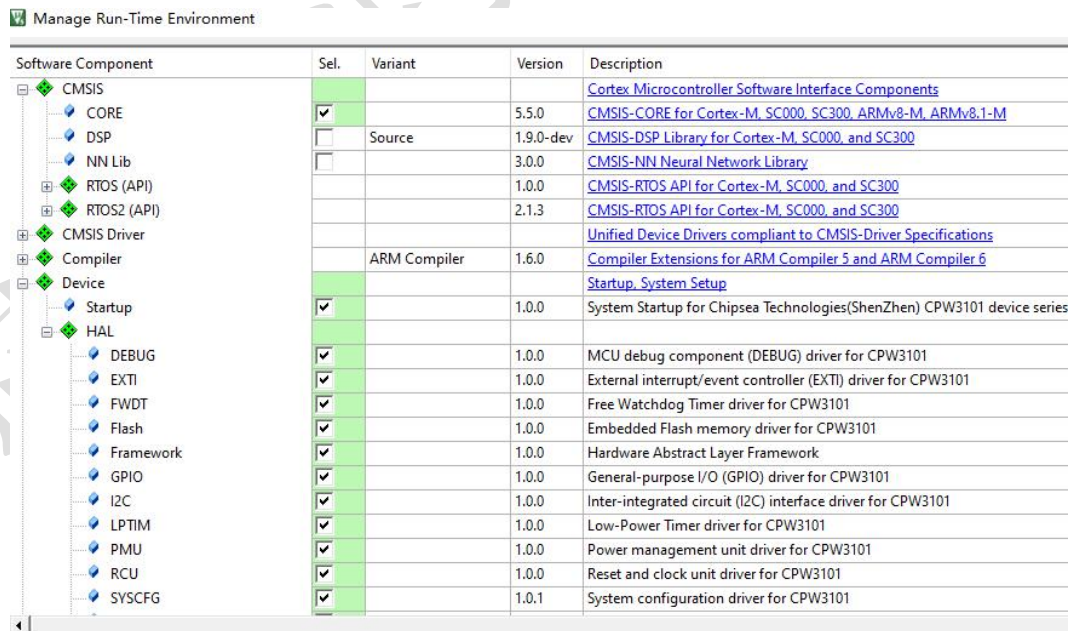 Manage Run-Time Environment
Software Component Sel. Variant Version Description
CMSIS Cortex Microcontroller Software Interface Components
CORE 5.5.0 CMSIS-CORE for Cortex-M, SC000, SC300, ARMv8-M, ARMv8.1-M
DSP Source 1.9.0-dev CMSIS-DSP Library for Cortex-M, SC000, and SC300
NN Lib 3.0.0 CMSIS-NN Neural Network Library
RTOS (API) 1.0.0 CMSIS-RTOS API for Cortex-M, SC000, and SC300
RTOS2 (API) 2.1.3 CMSIS-RTOS API for Cortex-M, SC000, and SC300
CMSIS Driver Unified Device Drivers compliant to CMSIS-Driver Specifications
Compiler ARM Compiler 1.6.0 Compiler Extensions for ARM Compiler 5 and ARM Compiler 6
Device Startup, System Setup
Startup 1.0.0 System Startup for Chipsea Technologies(ShenZhen) CPW3101 device series
HAL
DEBUG 1.0.0 MCU debug component (DEBUG) driver for CPW3101
EXTI 1.0.0 External interrupt/event controller (EXTI) driver for CPW3101
FWDT 1.0.0 Free Watchdog Timer driver for CPW3101
Flash 1.0.0 Embedded Flash memory driver for CPW3101
Framework 1.0.0 Hardware Abstract Layer Framework
GPIO 1.0.0 General-purpose I/O (GPIO) driver for CPW3101
I2C 1.0.0 Inter-integrated circuit (I2C) interface driver for CPW3101
LPTIM 1.0.0 Low-Power Timer driver for CPW3101
PMU 1.0.0 Power management unit driver for CPW3101
RCU 1.0.0 Reset and clock unit driver for CPW3101
SYSCFG 1.0.1 System configuration driver for CPW3101